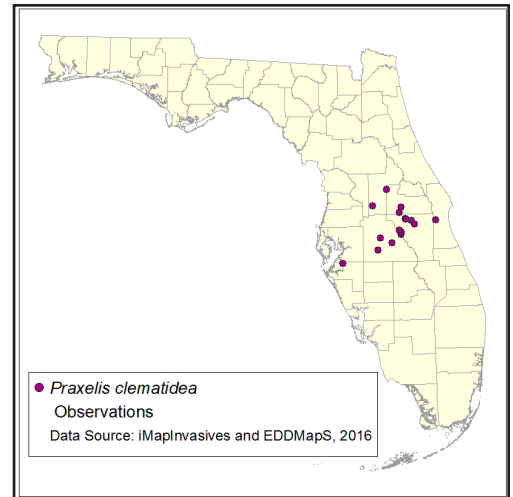 Praxelis clematidea
Observations
Data Source: iMapInvasives and EDDMapS, 2016